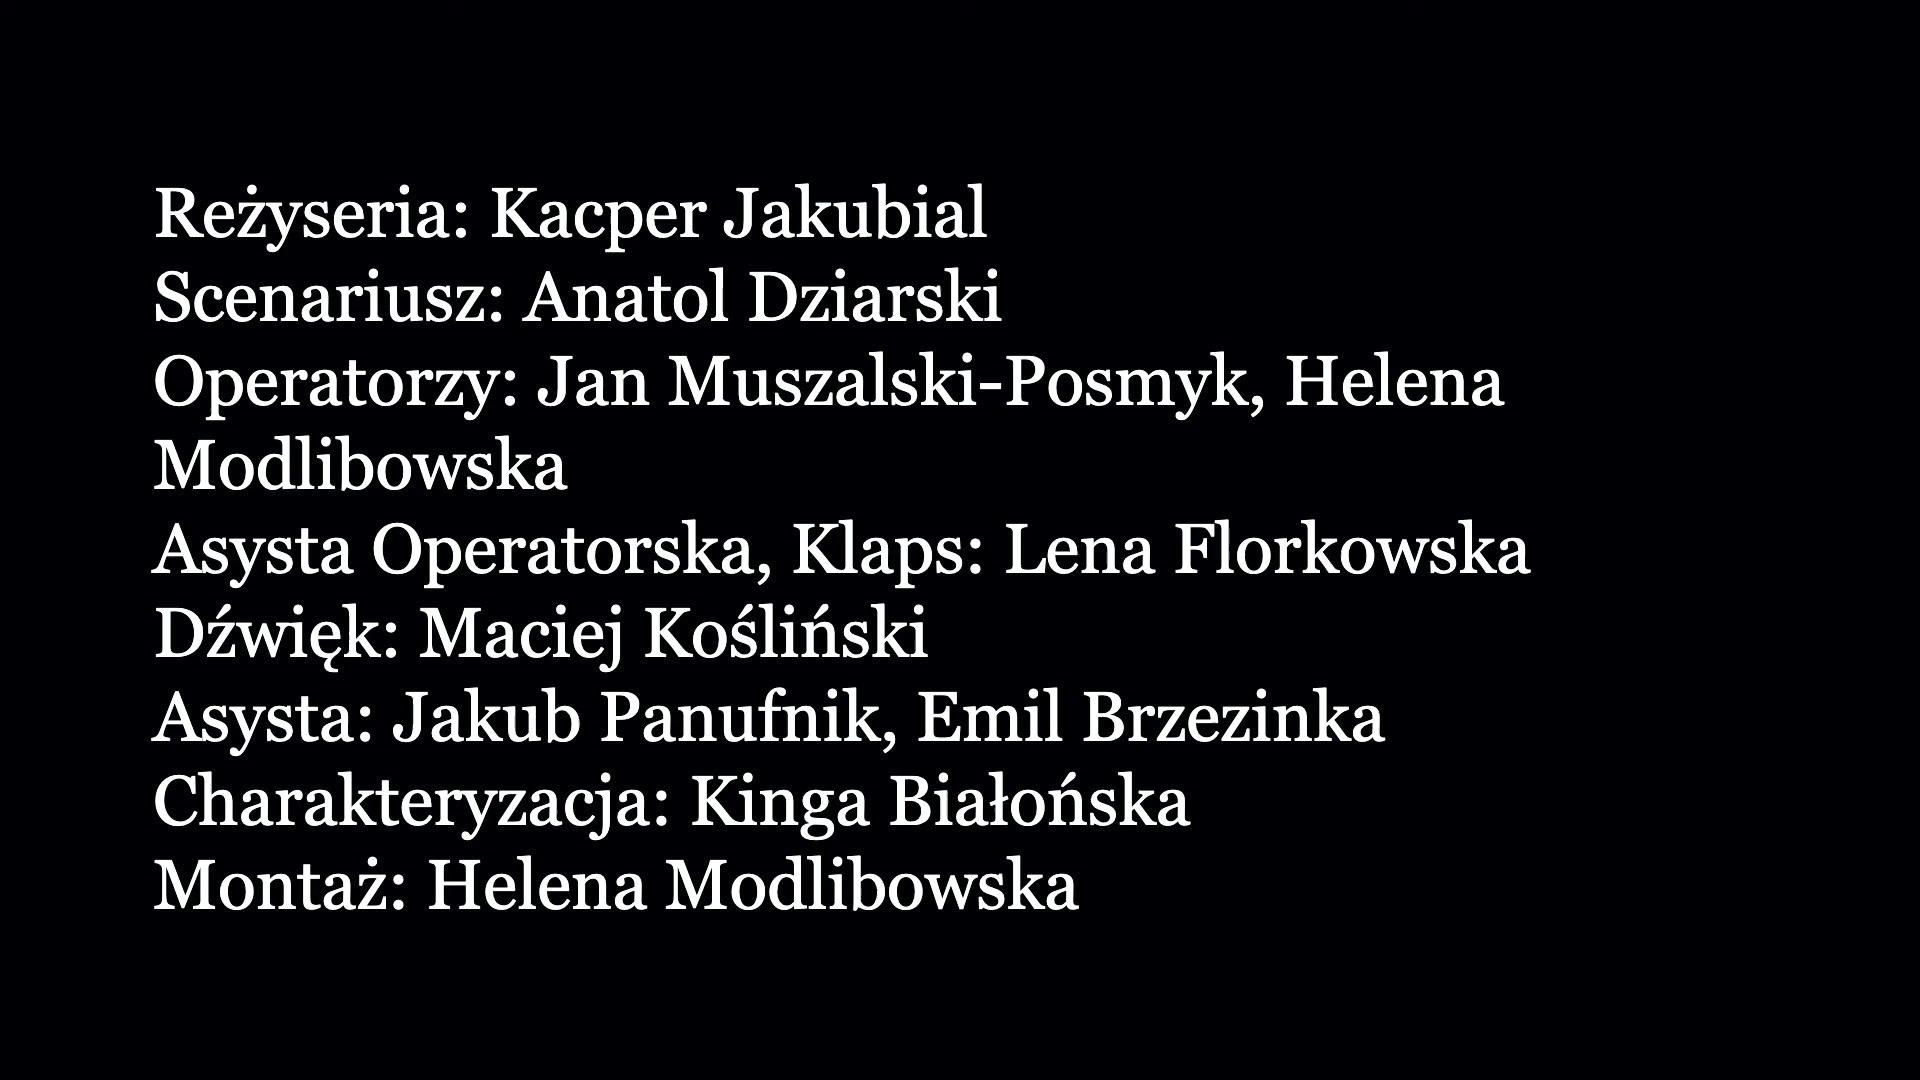 Reżyseria: Kacper Jakubial
Scenariusz: Anatol Dziarski
Operatorzy: Jan Muszalski-Posmyk, Helena
Modlibowska
Asysta Operatorska, Klaps: Lena Florkowska
Dźwięk: Maciej Kośliński
Asysta: Jakub Panufnik, Emil Brzezinka
Charakteryzacja: Kinga Białońska
Montaż: Helena Modlibowska